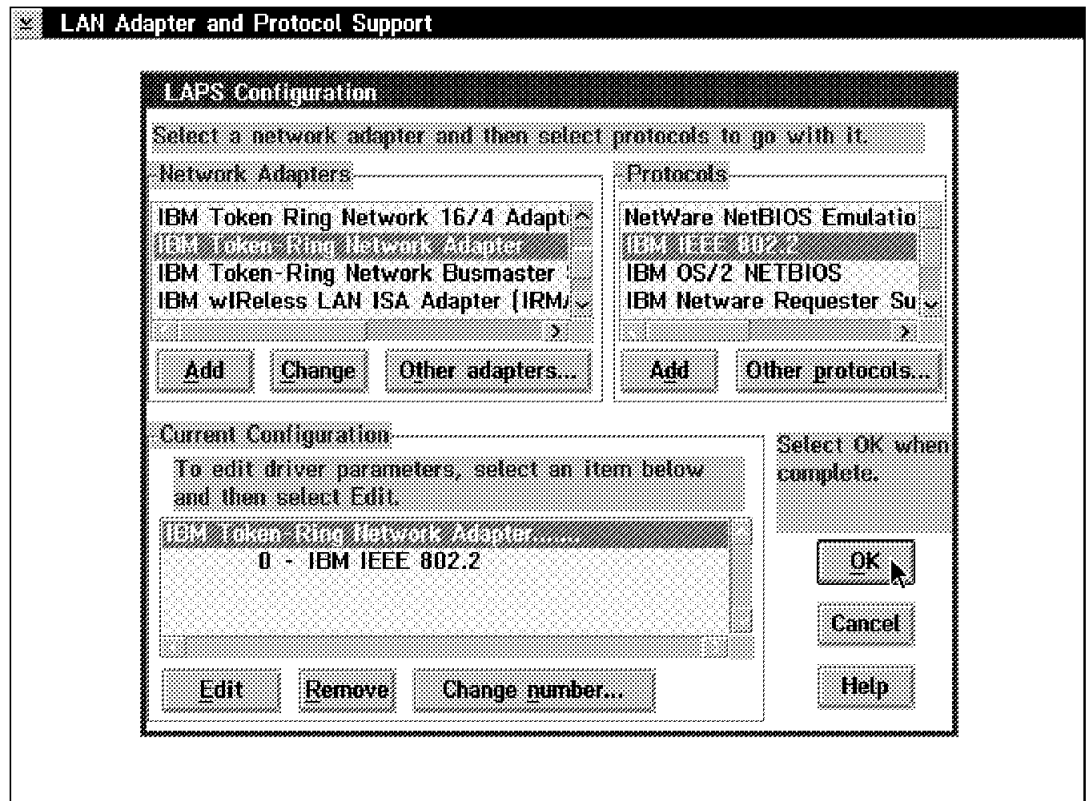 LAN Adapter and Protocol Support
LAPS Configuration
Select a network adapter and then select protocols to go with it.
Network Adapters
IBM Token Ring Network 16/4 Adapt
IBM Token-Ring Network Adapter
IBM Token-Ring Network Busmaster
IBM wIReless LAN ISA Adapter (IRM/
Add
Change
Other adapters...
Protocols
NetWare NetBIOS Emulatio
IBM IEEE 802.2
IBM OS/2 NETBIOS
IBM Netware Requester Su
Add
Other protocols...
Current Configuration
To edit driver parameters, select an item below
and then select Edit.
IBM Token-Ring Network Adapter......
0 - IBM IEEE 802.2
Edit
Remove
Change number...
Select OK when
complete.
OK
Cancel
Help